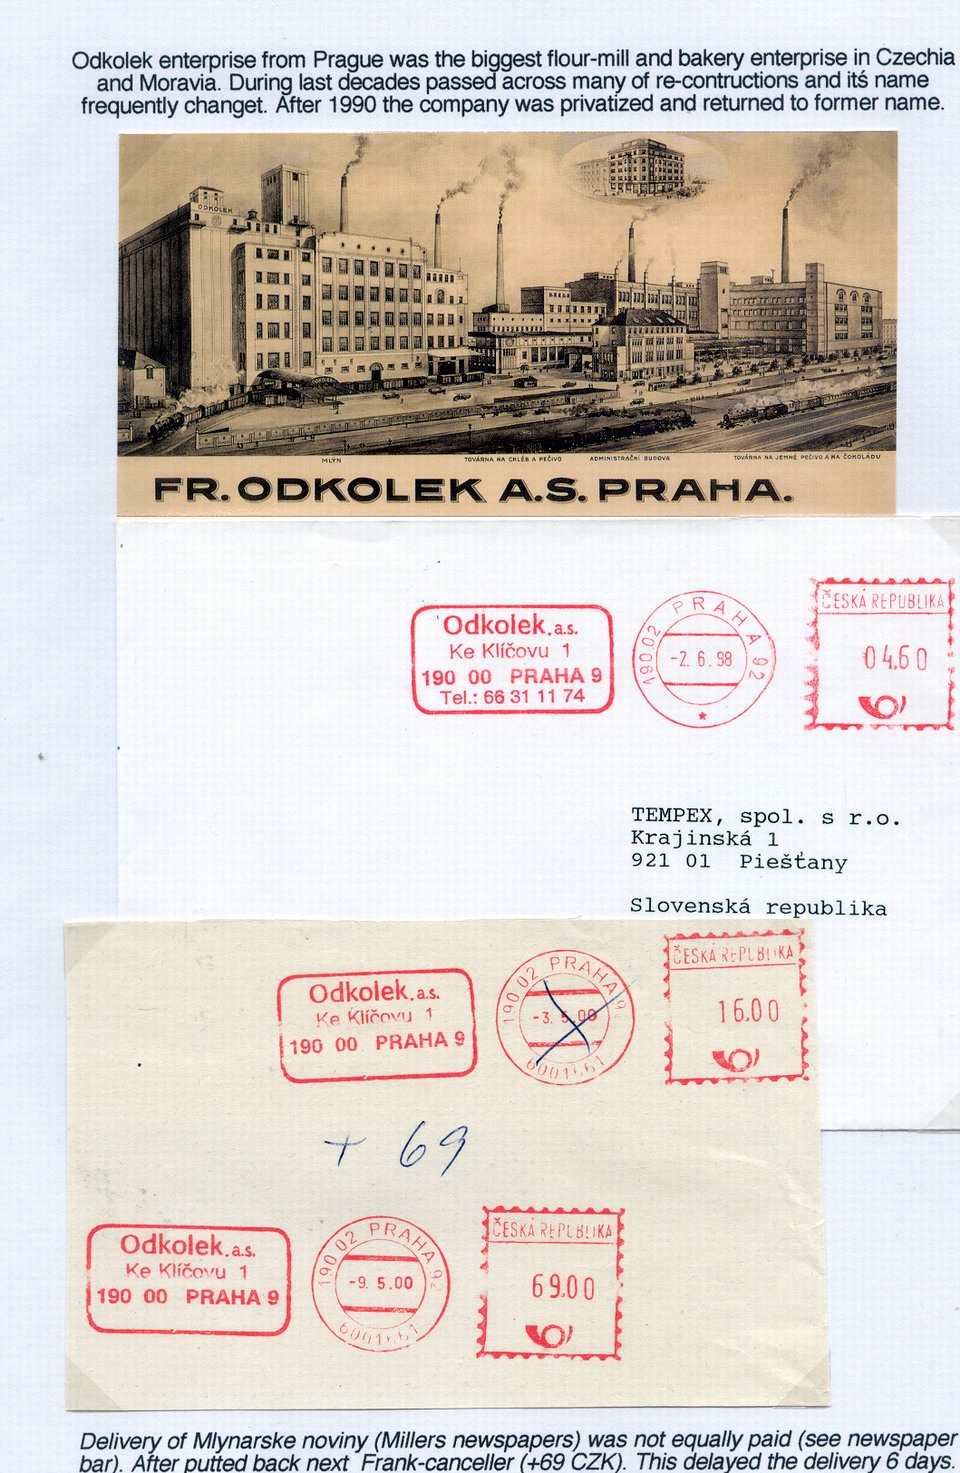 Odkolek enterprise from Prague was the biggest flour-mill and bakery enterprise in Czechia
and Moravia. During last decades passed across many of re-contructions and itś name
frequently changet. After 1990 the company was privatized and returned to former name.
ODKOLEK
MLÝN TOVÁRNA NA CHLÉB A PEČIVO ADMINISTRAČNÍ BUDOVA TOVÁRNA NA JEMNÉ PEČIVO A NA ČOKOLÁDU
FR. ODKOLEK A.S. PRAHA.
Odkolek.a.s.
Ke Klíčovu 1
190 00 PRAHA 9
Tel.: 66 31 11 74
190 02 PRAHA 92
-2. 6. 98
ČESKÁ REPUBLIKA
04.60
TEMPEX, spol. s r.o.
Krajinská 1
921 01 Piešťany
Slovenská republika
Odkolek.a.s.
Ke Klíčovu 1
190 00 PRAHA 9
190 02 PRAHA 92
-3. 5.00
6001661
ČESKÁ REPUBLIKA
16.00
+ 69
Odkolek.a.s.
Ke Klíčovu 1
190 00 PRAHA 9
190 02 PRAHA 92
-9. 5.00
6001661
ČESKÁ REPUBLIKA
69.00
Delivery of Mlynarske noviny (Millers newspapers) was not equally paid (see newspaper
bar). After putted back next Frank-canceller (+69 CZK). This delayed the delivery 6 days.